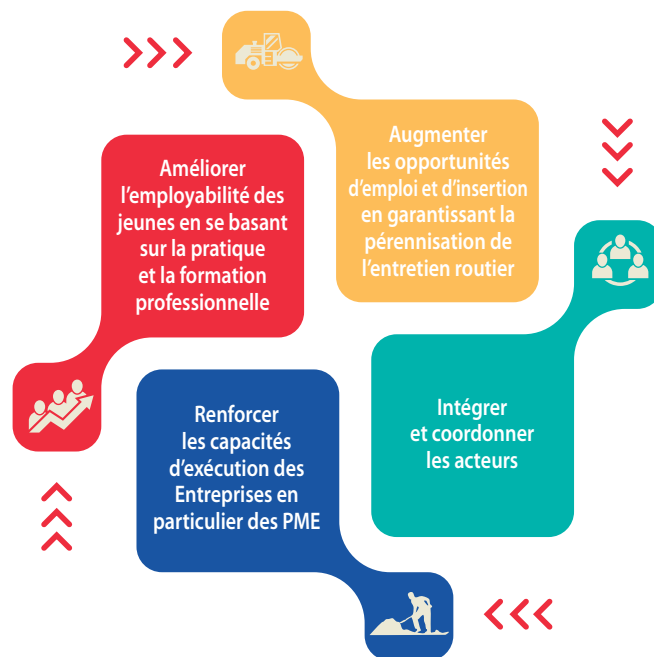 Améliorer
l'employabilité des
jeunes en se basant
sur la pratique
et la formation
professionnelle
Augmenter
les opportunités
d'emploi et d'insertion
en garantissant la
pérennisation de
l'entretien routier
Intégrer
et coordonner
les acteurs
Renforcer
les capacités
d'exécution des
Entreprises en
particulier des PME